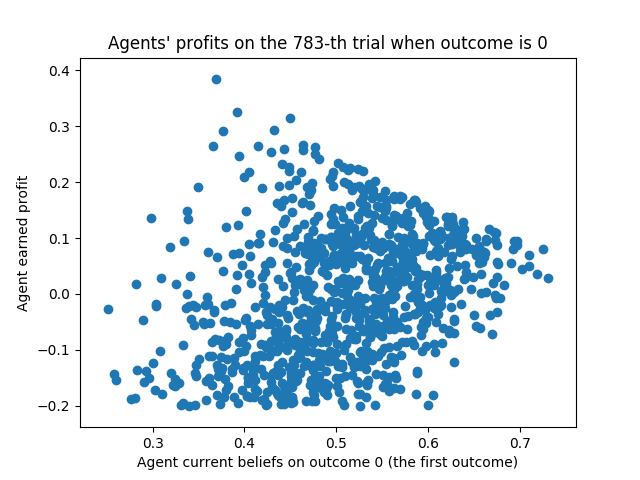 Agents' profits on the 783-th trial when outcome is 0
0.4
0.3
0.2
0.1
0.0
−0.1
−0.2
Agent earned profit
0.3 0.4 0.5 0.6 0.7
Agent current beliefs on outcome 0 (the first outcome)